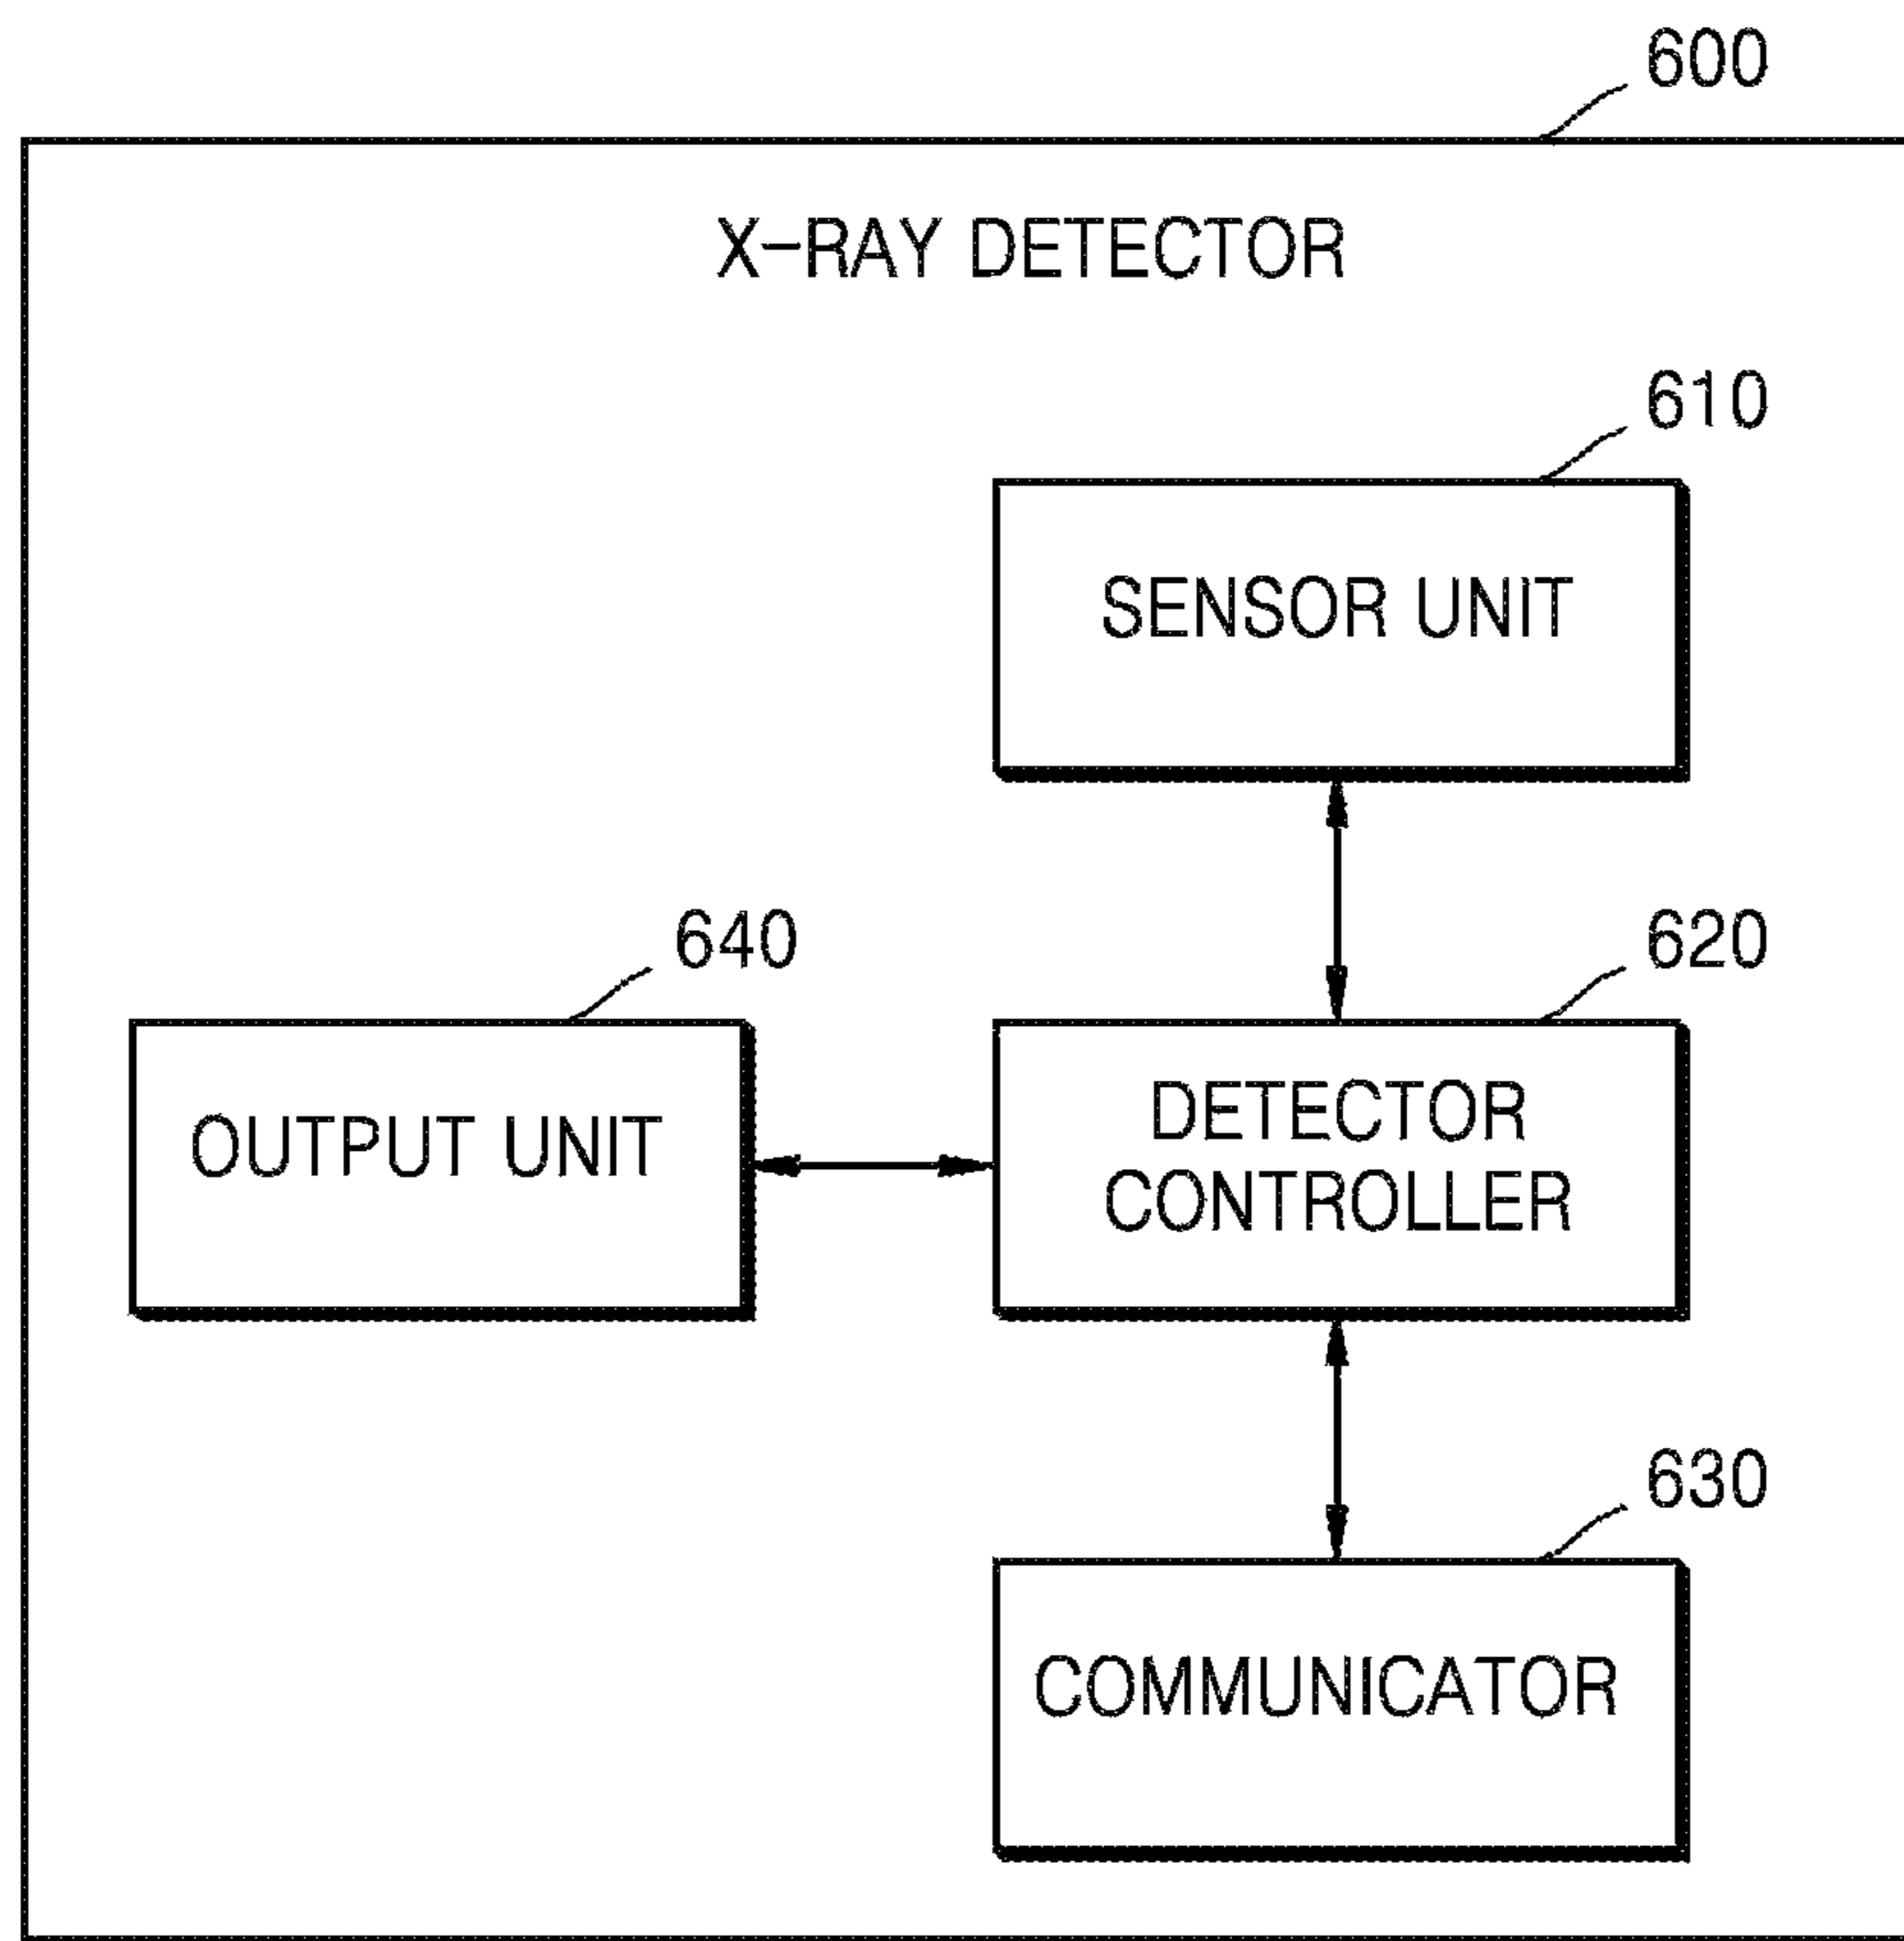 600
X-RAY DETECTOR
610
SENSOR UNIT
640
620
OUTPUT UNIT
DETECTOR
CONTROLLER
630
COMMUNICATOR